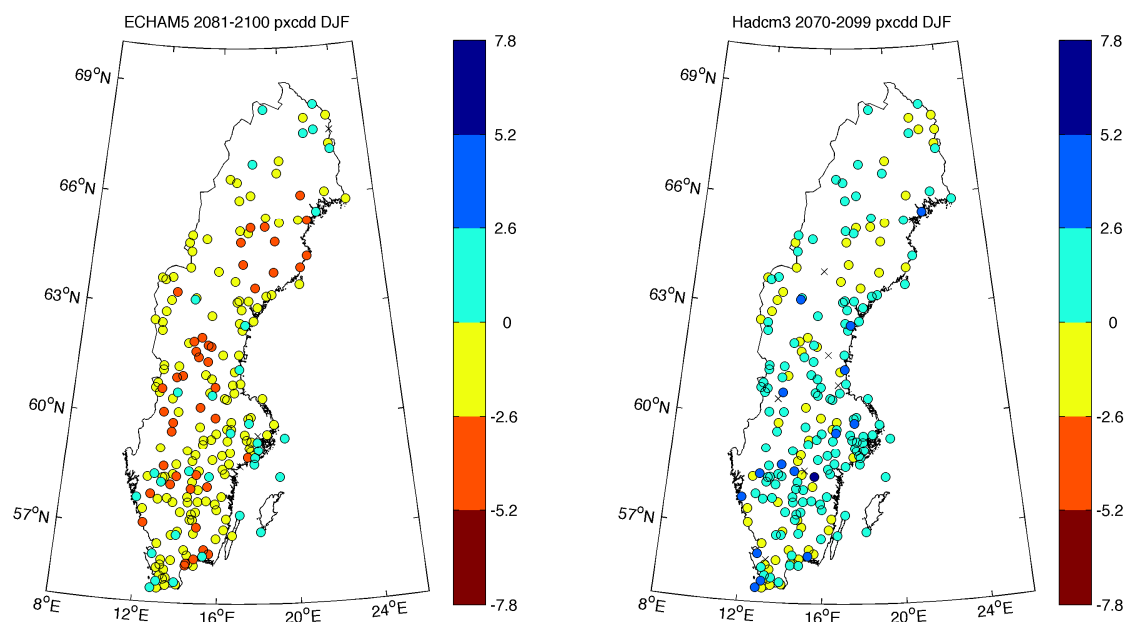 ECHAM5 2081-2100 pxcdd DJF
69°N
66°N
63°N
60°N
57°N
8°E
12°E
16°E
20°E
24°E
7.8
5.2
2.6
0
-2.6
-5.2
-7.8
Hadcm3 2070-2099 pxcdd DJF
69°N
66°N
63°N
60°N
57°N
8°E
12°E
16°E
20°E
24°E
7.8
5.2
2.6
0
-2.6
-5.2
-7.8